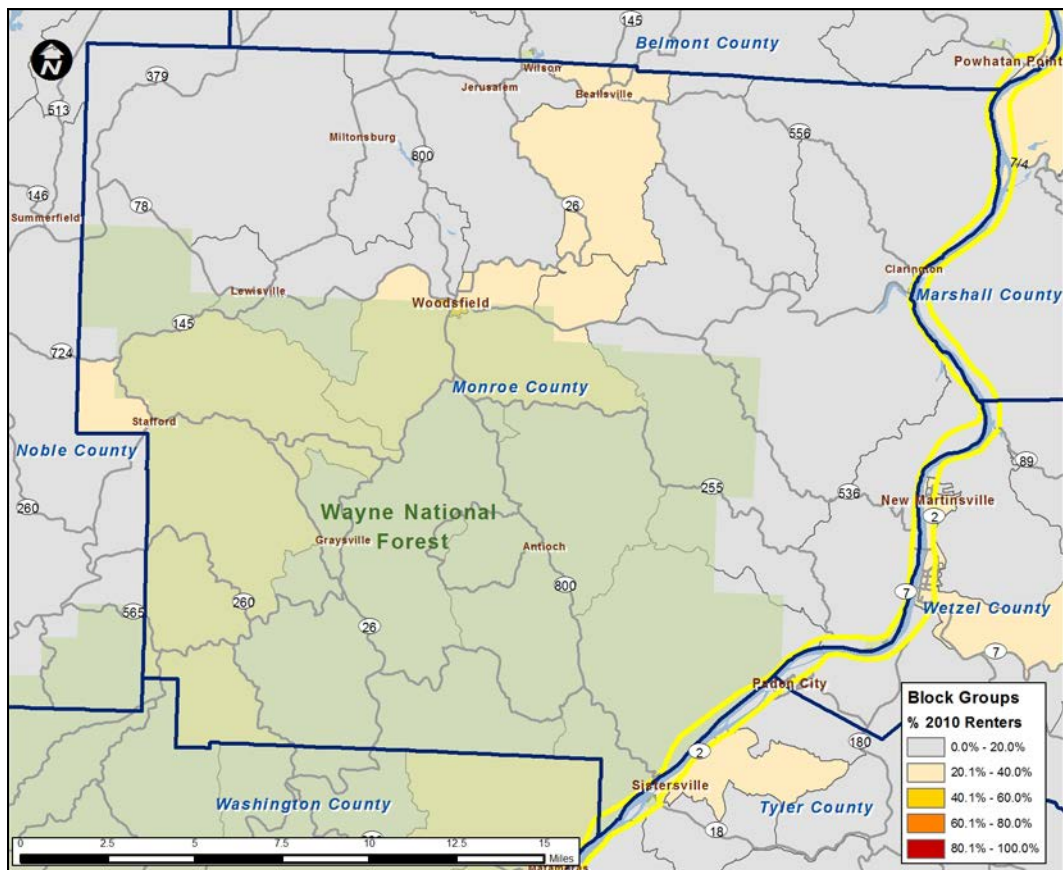 145
Belmont County
Powhatan Point
N
Wilson
379
Jerusalem
Beallsville
513
Miltonsburg
800
556
7/4
146
78
26
Summerfield
Clarington
Lewisville
Woodsfield
Marshall County
145
724
Monroe County
Stafford
Noble County
89
255
536
New Martinsville
260
Wayne National
Forest
2
Graysville
Antioch
800
7
565
260
Wetzel County
26
7
Paden City
Block Groups
% 2010 Renters
0.0% - 20.0%
20.1% - 40.0%
40.1% - 60.0%
60.1% - 80.0%
80.1% - 100.0%
180
2
Sistersville
Washington County
Tyler County
18
0 2.5 5 7.5 10 12.5 15
Miles